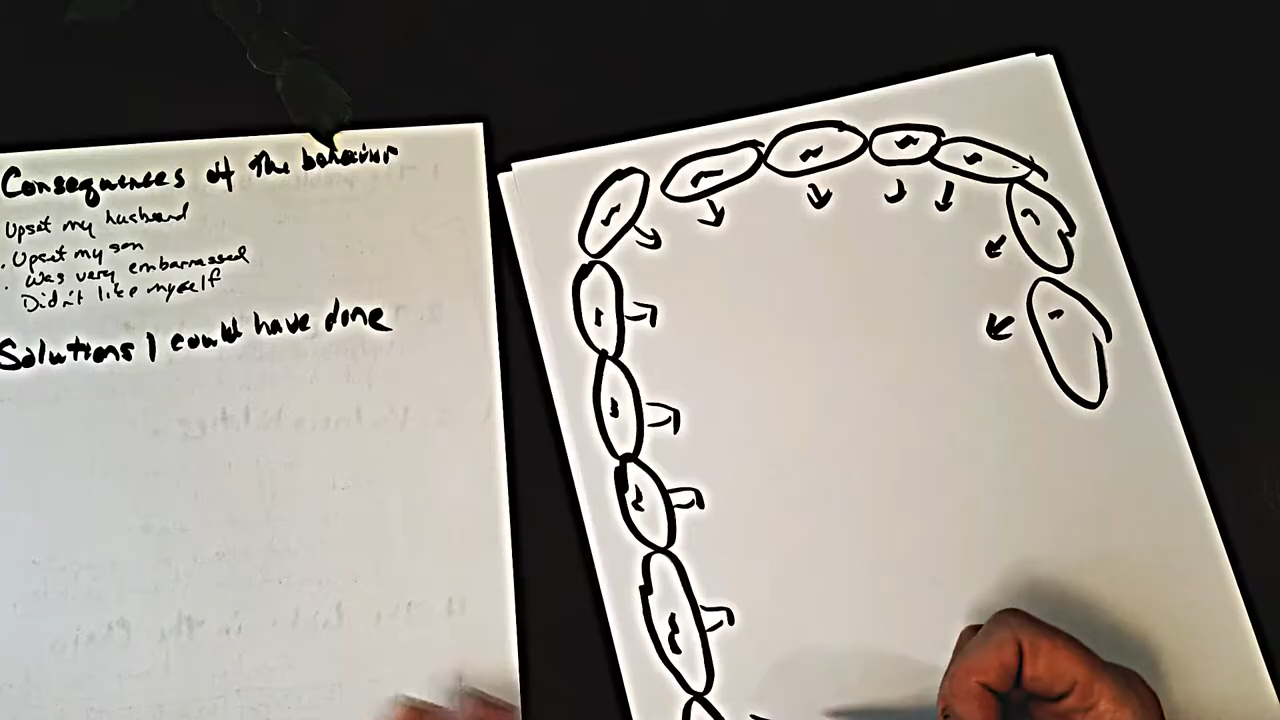 Consequences of the behavior
Upset my husband
. Upset my son
. Was very embarrassed
Didn't like myself
Solutions I could have done